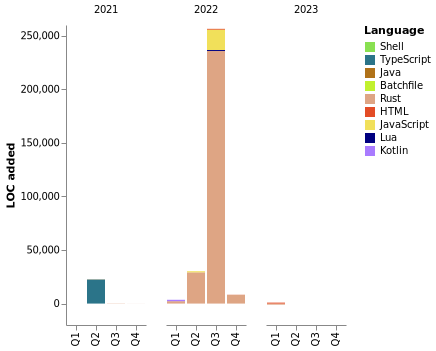 2021 2022 2023
LOC added
250,000
200,000
150,000
100,000
50,000
0
Q1 Q2 Q3 Q4 Q1 Q2 Q3 Q4 Q1 Q2 Q3 Q4
Language
Shell
TypeScript
Java
Batchfile
Rust
HTML
JavaScript
Lua
Kotlin